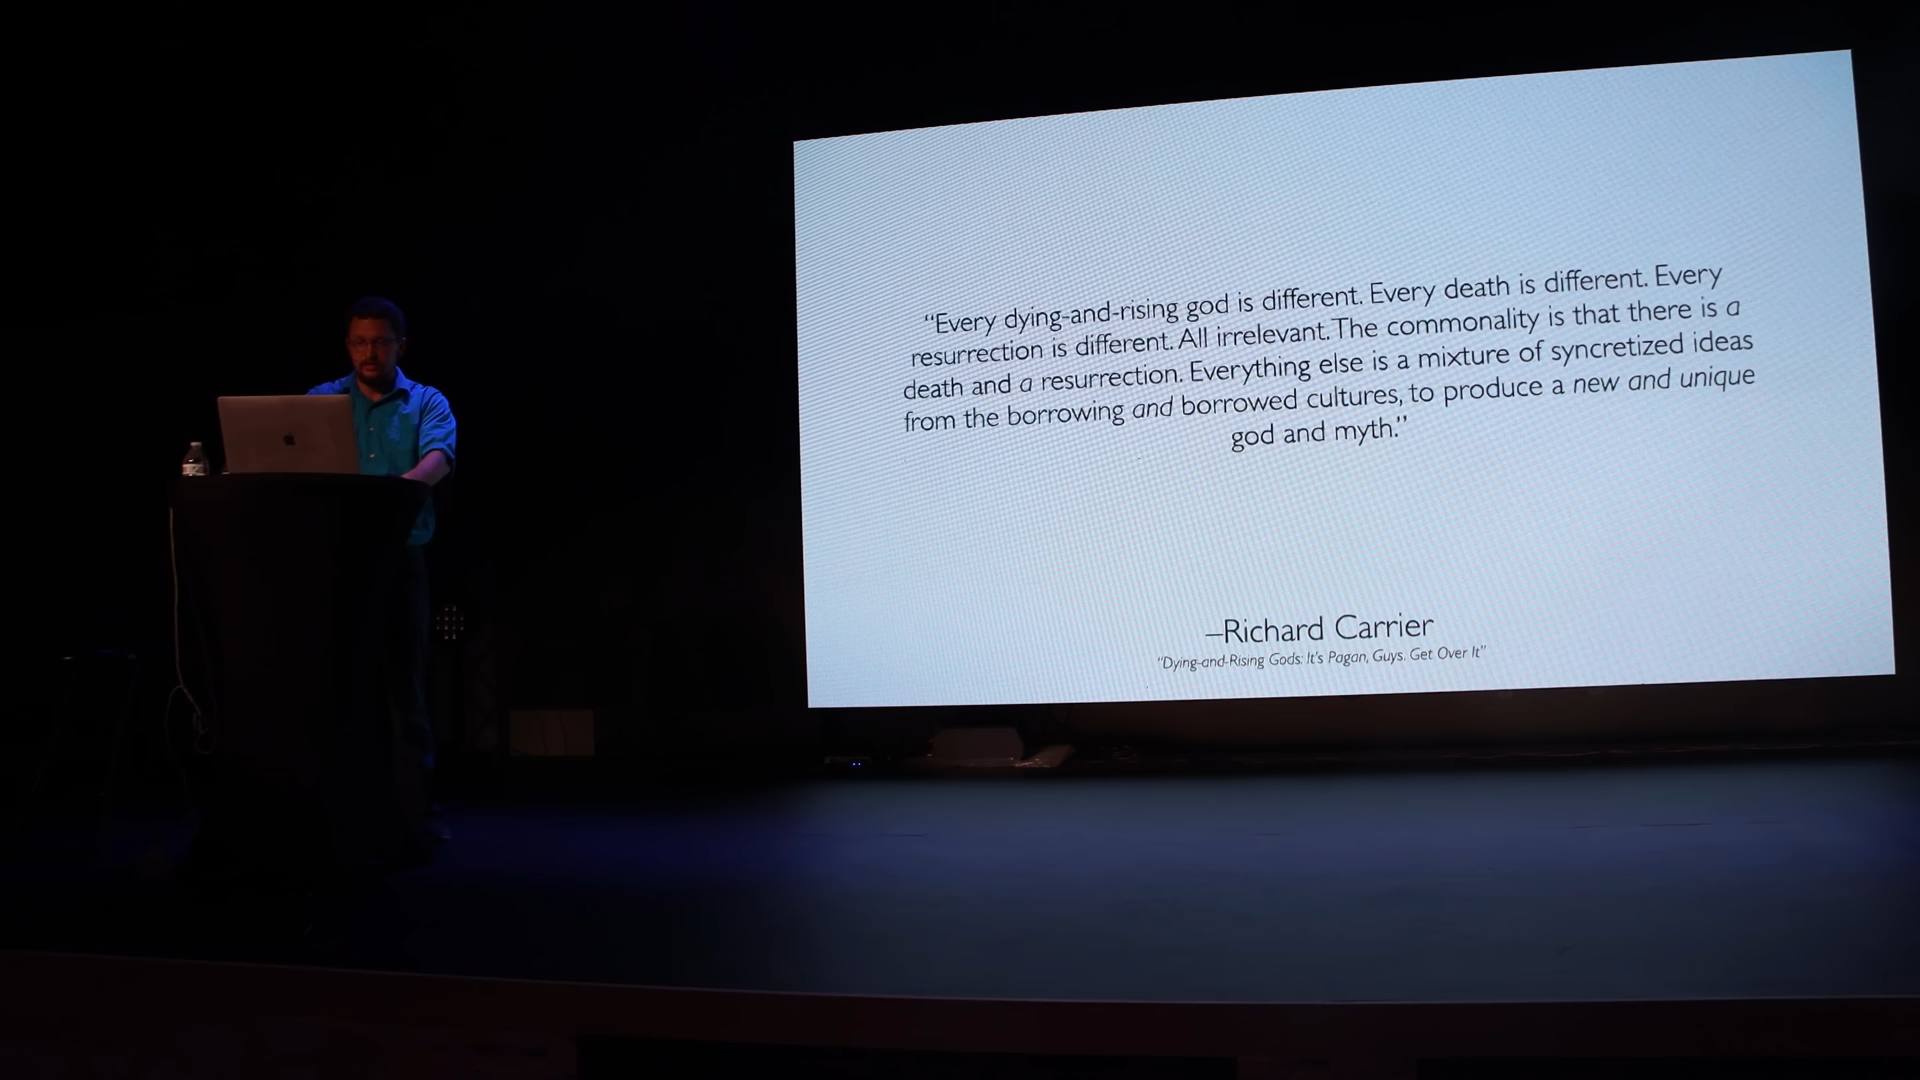 “Every dying-and-rising god is different. Every death is different. Every
resurrection is different. All irrelevant. The commonality is that there is a
death and a resurrection. Everything else is a mixture of syncretized ideas
from the borrowing and borrowed cultures, to produce a new and unique
god and myth.”
–Richard Carrier
“Dying-and-Rising Gods: It’s Pagan, Guys. Get Over It”